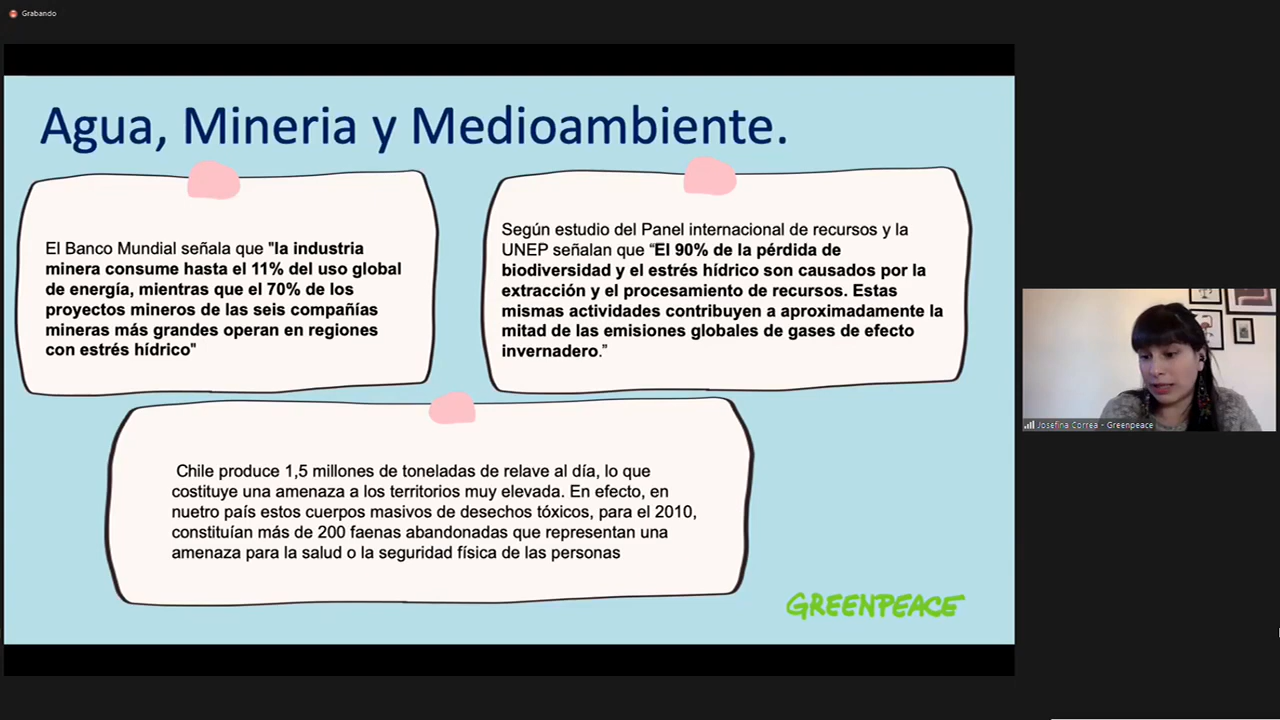 Grabando
Agua, Mineria y Medioambiente.
El Banco Mundial señala que "la industria
minera consume hasta el 11% del uso global
de energía, mientras que el 70% de los
proyectos mineros de las seis compañías
mineras más grandes operan en regiones
con estrés hídrico"
Según estudio del Panel internacional de recursos y la
UNEP señalan que “El 90% de la pérdida de
biodiversidad y el estrés hídrico son causados por la
extracción y el procesamiento de recursos. Estas
mismas actividades contribuyen a aproximadamente la
mitad de las emisiones globales de gases de efecto
invernadero.”
Chile produce 1,5 millones de toneladas de relave al día, lo que
costituye una amenaza a los territorios muy elevada. En efecto, en
nuetro país estos cuerpos masivos de desechos tóxicos, para el 2010,
constituían más de 200 faenas abandonadas que representan una
amenaza para la salud o la seguridad física de las personas
GREENPEACE
Josefina Correa - Greenpeace